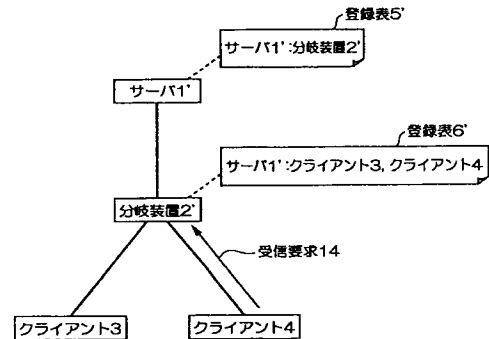 登録表5'
サーバ1':分岐装置2'
サーバ1'
登録表6'
サーバ1':クライアント3, クライアント4
分岐装置2'
受信要求14
クライアント3
クライアント4